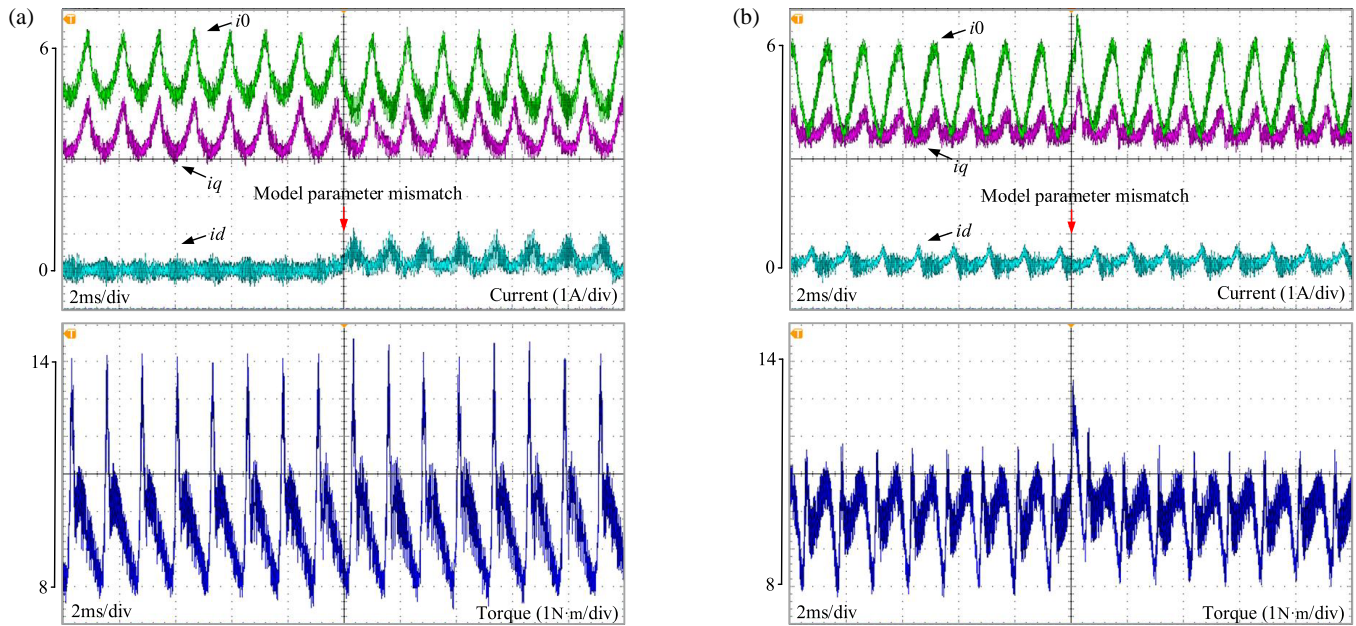 (a)
T
i0
6
iq
Model parameter mismatch
id
0
2ms/div
Current (1A/div)
T
14
8
2ms/div
Torque (1N·m/div)
(b)
T
i0
6
iq
Model parameter mismatch
id
0
2ms/div
Current (1A/div)
T
14
8
2ms/div
Torque (1N·m/div)